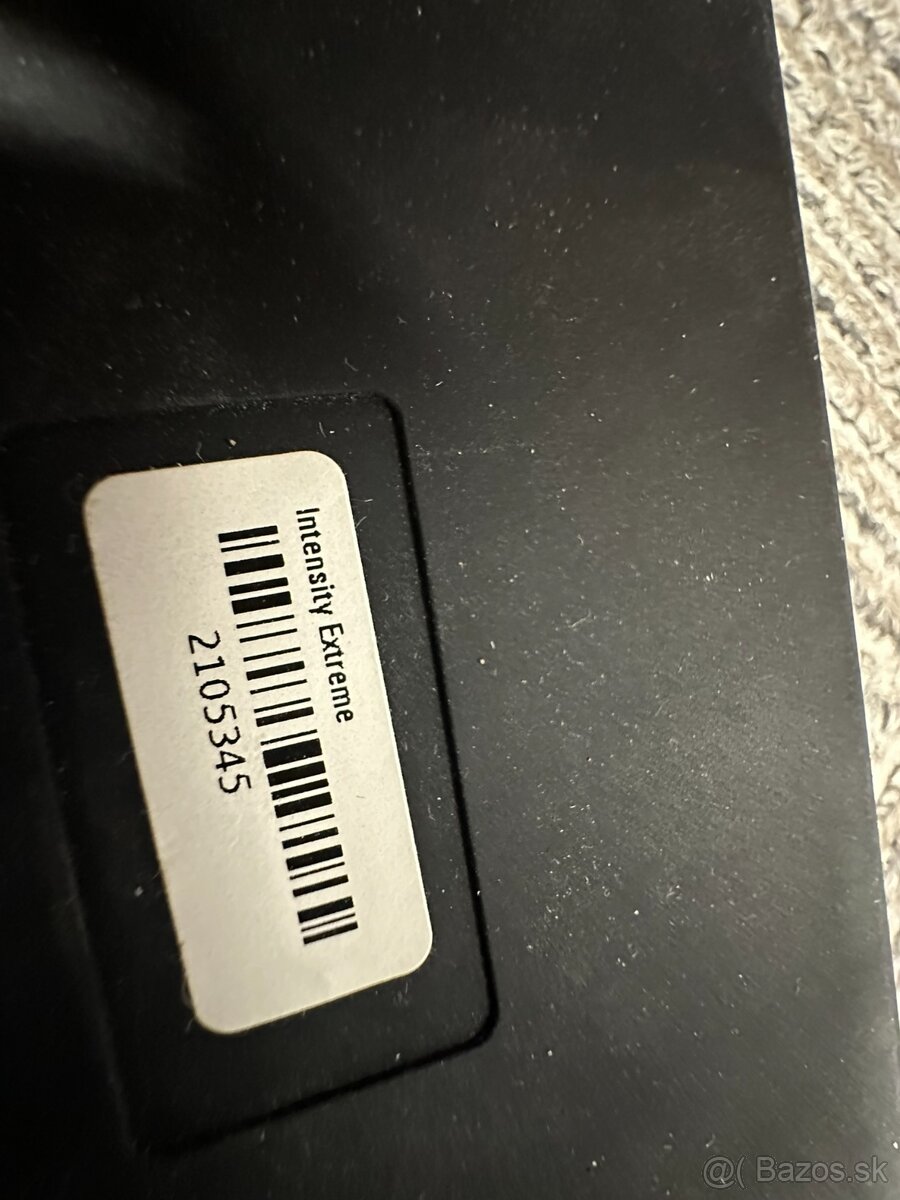 Intensity Extreme
2105345
@( Bazos.sk